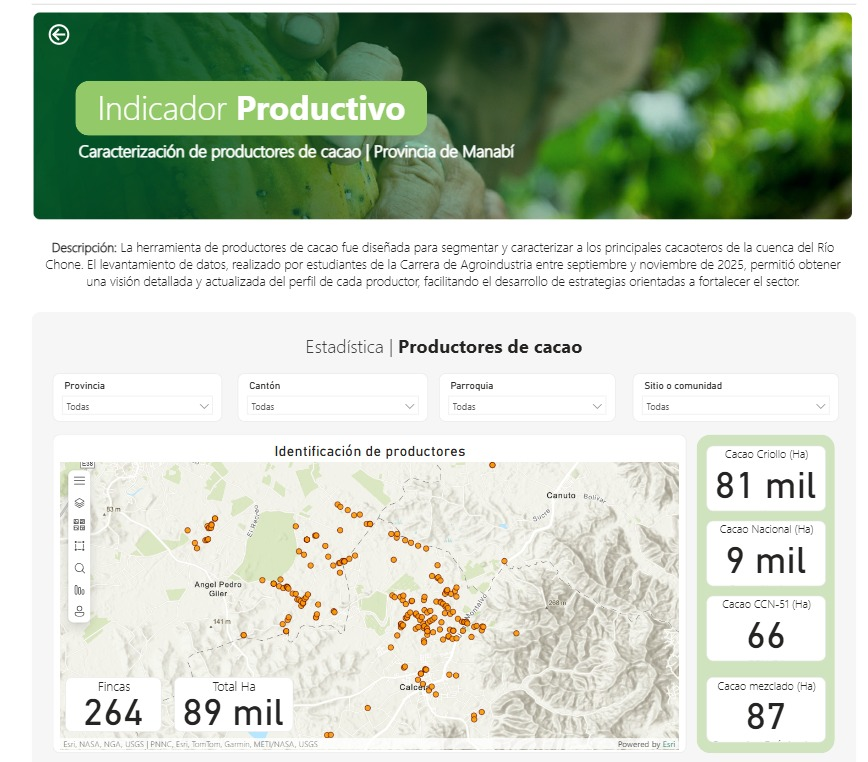 Indicador Productivo
Caracterización de productores de cacao | Provincia de Manabí
Descripción: La herramienta de productores de cacao fue diseñada para segmentar y caracterizar a los principales cacaoteros de la cuenca del Río
Chone. El levantamiento de datos, realizado por estudiantes de la Carrera de Agroindustria entre septiembre y noviembre de 2025, permitió obtener
una visión detallada y actualizada del perfil de cada productor, facilitando el desarrollo de estrategias orientadas a fortalecer el sector.
Estadística | Productores de cacao
Provincia
Todas
Cantón
Todas
Parroquia
Todas
Sitio o comunidad
Todas
Identificación de productores
E38
83 m
El Recreo
Canuto
Bolívar
Sucre
Angel Pedro
Giler
141 m
268 m
Calceta
Fincas
264
Total Ha
89 mil
Esri, NASA, NGA, USGS | PNNC, Esri, TomTom, Garmin, METI/NASA, USGS
Powered by Esri
Cacao Criollo (Ha)
81 mil
Cacao Nacional (Ha)
9 mil
Cacao CCN-51 (Ha)
66
Cacao mezclado (Ha)
87